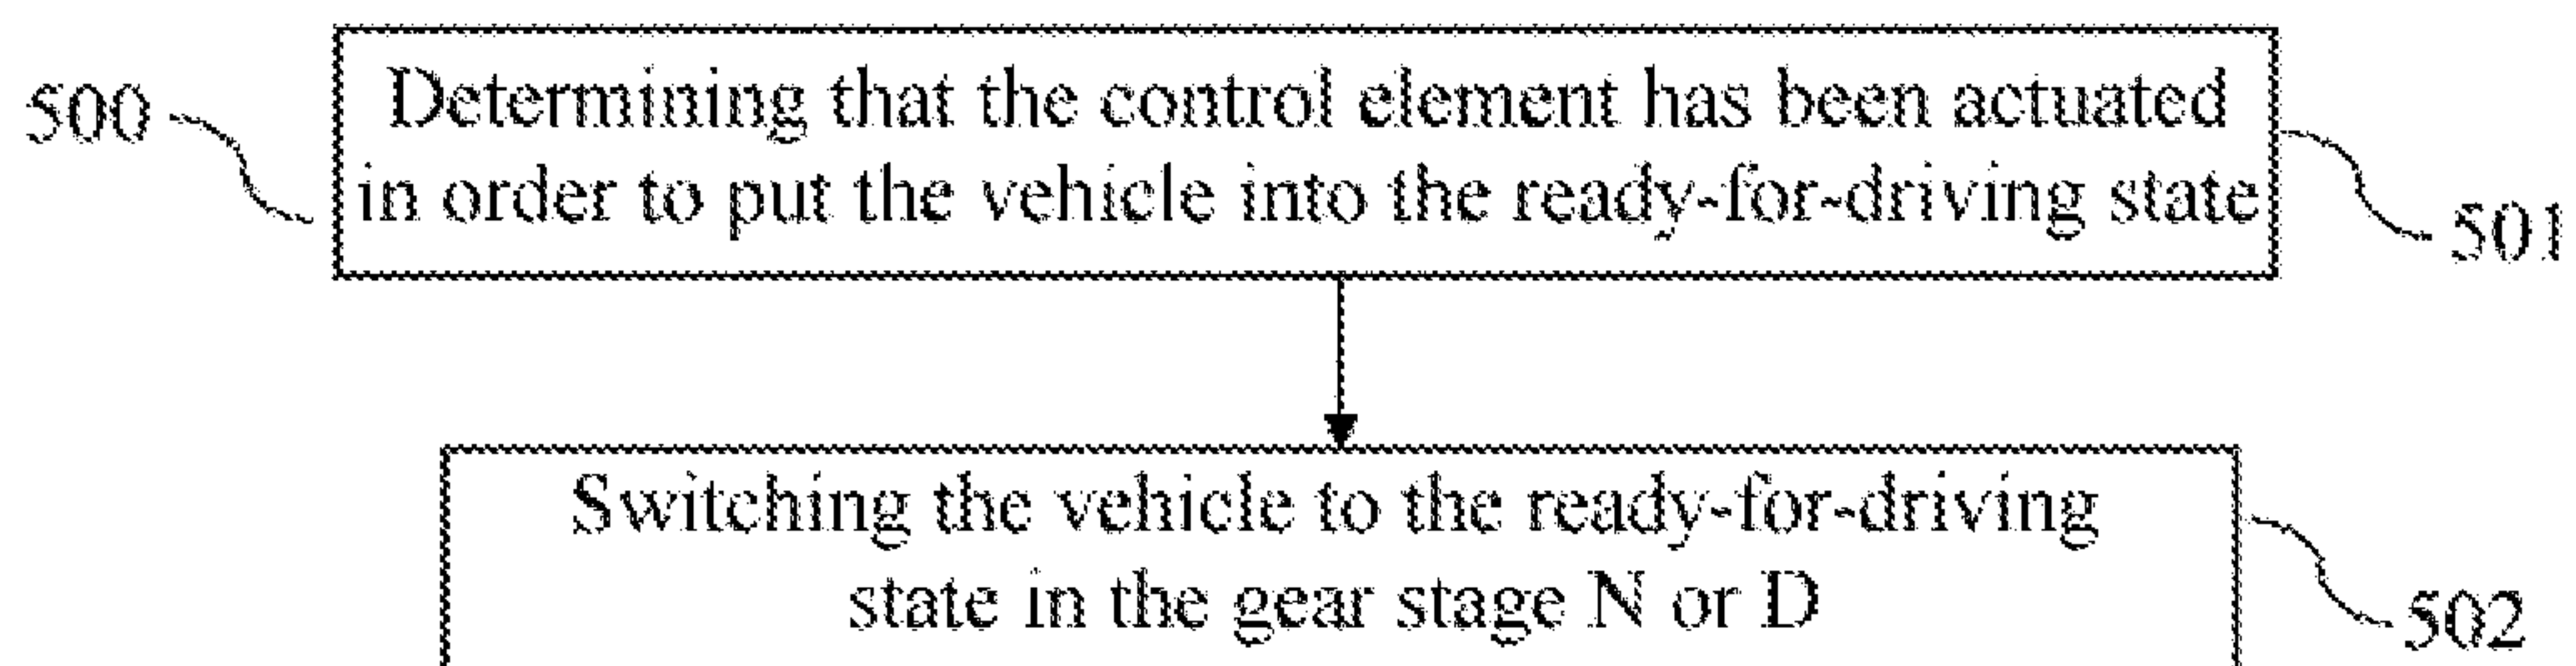 500
Determining that the control element has been actuated
in order to put the vehicle into the ready-for-driving state
501
Switching the vehicle to the ready-for-driving
state in the gear stage N or D
502